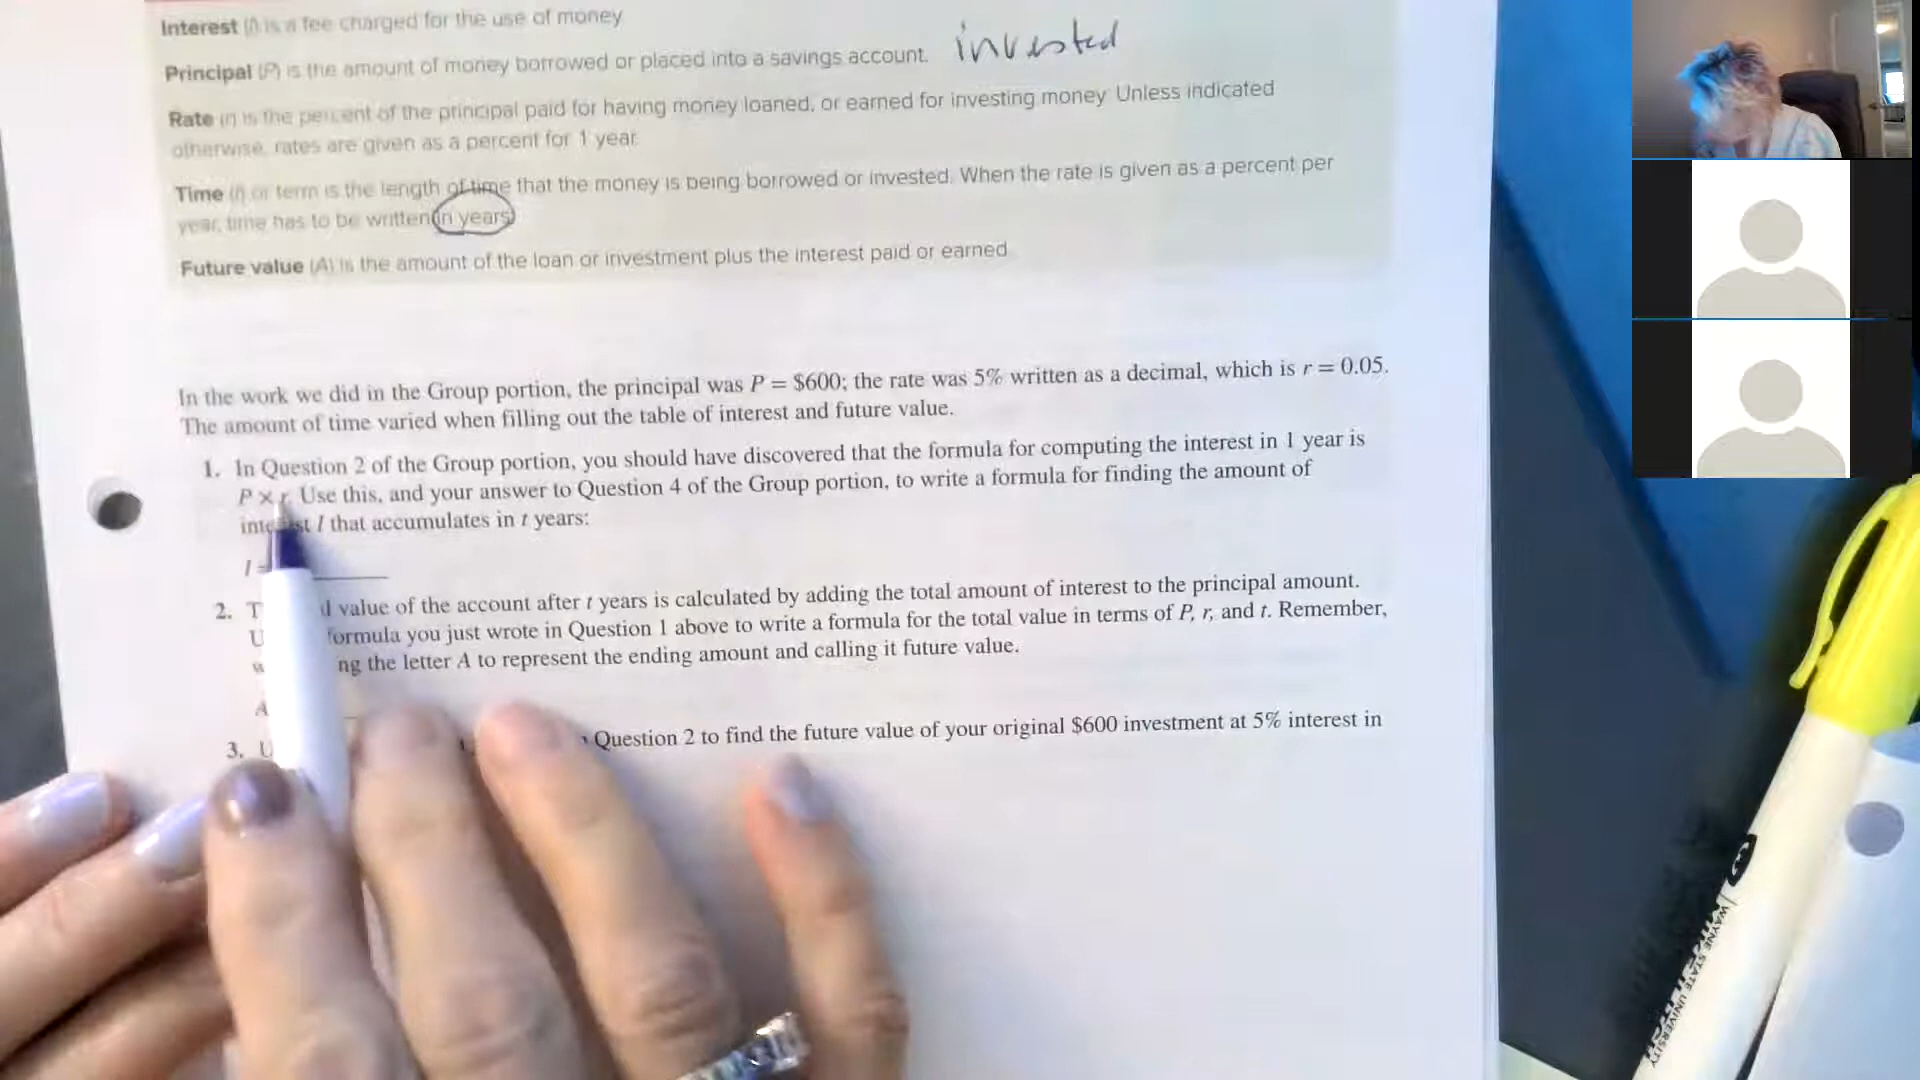 Interest (I) is a fee charged for the use of money
Principal (P) is the amount of money borrowed or placed into a savings account. invested
Rate (r) is the percent of the principal paid for having money loaned, or earned for investing money Unless indicated
otherwise, rates are given as a percent for 1 year.
Time (t) or term is the length of time that the money is being borrowed or invested. When the rate is given as a percent per
year, time has to be written in years
Future value (A) is the amount of the loan or investment plus the interest paid or earned
In the work we did in the Group portion, the principal was P = $600; the rate was 5% written as a decimal, which is r = 0.05.
The amount of time varied when filling out the table of interest and future value.
1. In Question 2 of the Group portion, you should have discovered that the formula for computing the interest in 1 year is
P × r. Use this, and your answer to Question 4 of the Group portion, to write a formula for finding the amount of
interest I that accumulates in t years:
I
2. value of the account after t years is calculated by adding the total amount of interest to the principal amount.
formula you just wrote in Question 1 above to write a formula for the total value in terms of P, r, and t. Remember,
the letter A to represent the ending amount and calling it future value.
A
3. Question 2 to find the future value of your original $600 investment at 5% interest in
WAYNE STATE UNIVERSITY